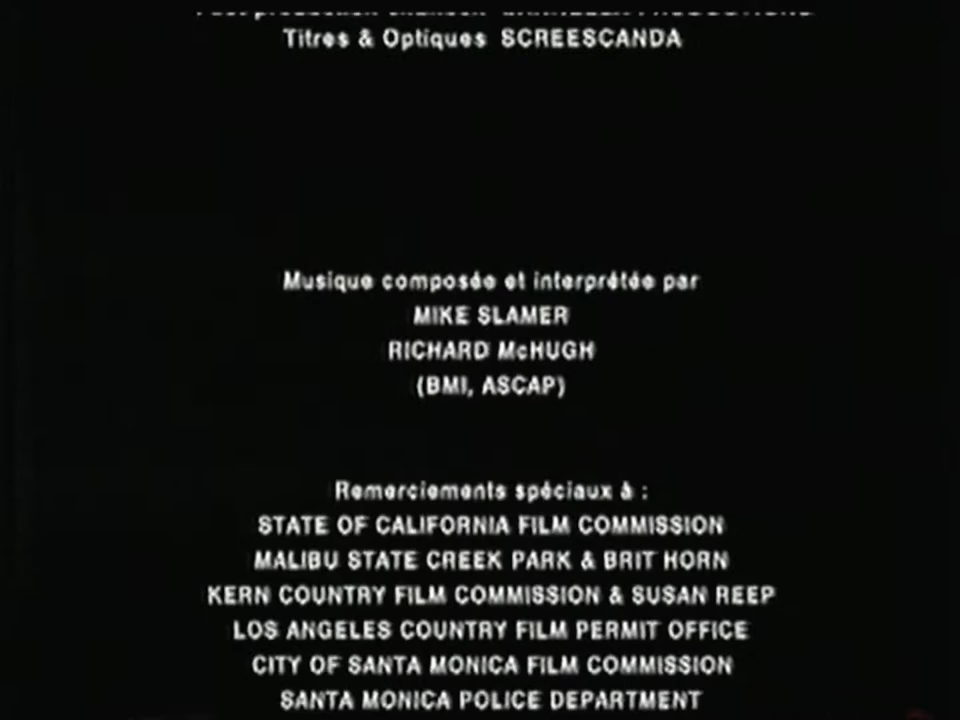 Titres & Optiques SCREESCANDA
Musique composée et interprétée par
MIKE SLAMER
RICHARD McHUGH
(BMI, ASCAP)
Remerciements spéciaux à :
STATE OF CALIFORNIA FILM COMMISSION
MALIBU STATE CREEK PARK & BRIT HORN
KERN COUNTRY FILM COMMISSION & SUSAN REEP
LOS ANGELES COUNTRY FILM PERMIT OFFICE
CITY OF SANTA MONICA FILM COMMISSION
SANTA MONICA POLICE DEPARTMENT